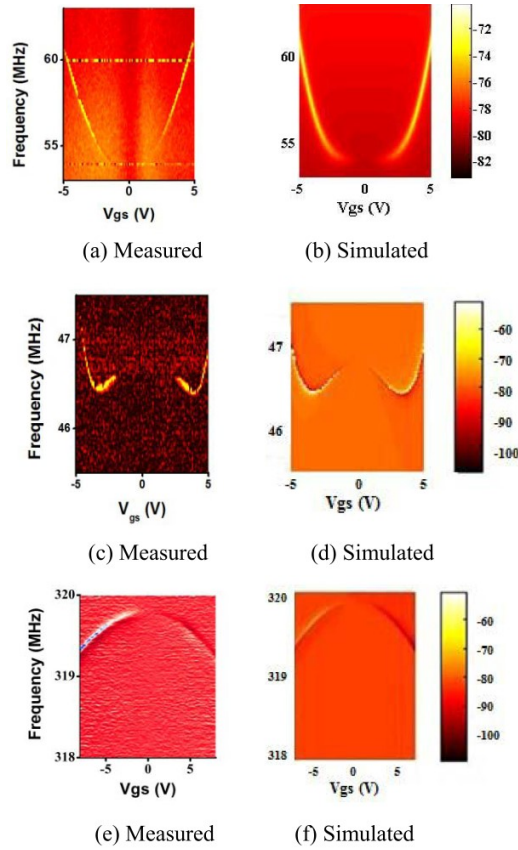 Frequency (MHz)
60
55
-5 0 5
Vgs (V)
(a) Measured
60
55
-5 0 5
Vgs (V)
-72
-74
-76
-78
-80
-82
(b) Simulated
Frequency (MHz)
47
46
-5 0 5
Vgs (V)
(c) Measured
47
46
-5 0 5
Vgs (V)
-60
-70
-80
-90
-100
(d) Simulated
Frequency (MHz)
320
319
318
-5 0 5
Vgs (V)
(e) Measured
320
319
318
-5 0 5
Vgs (V)
-60
-70
-80
-90
-100
(f) Simulated